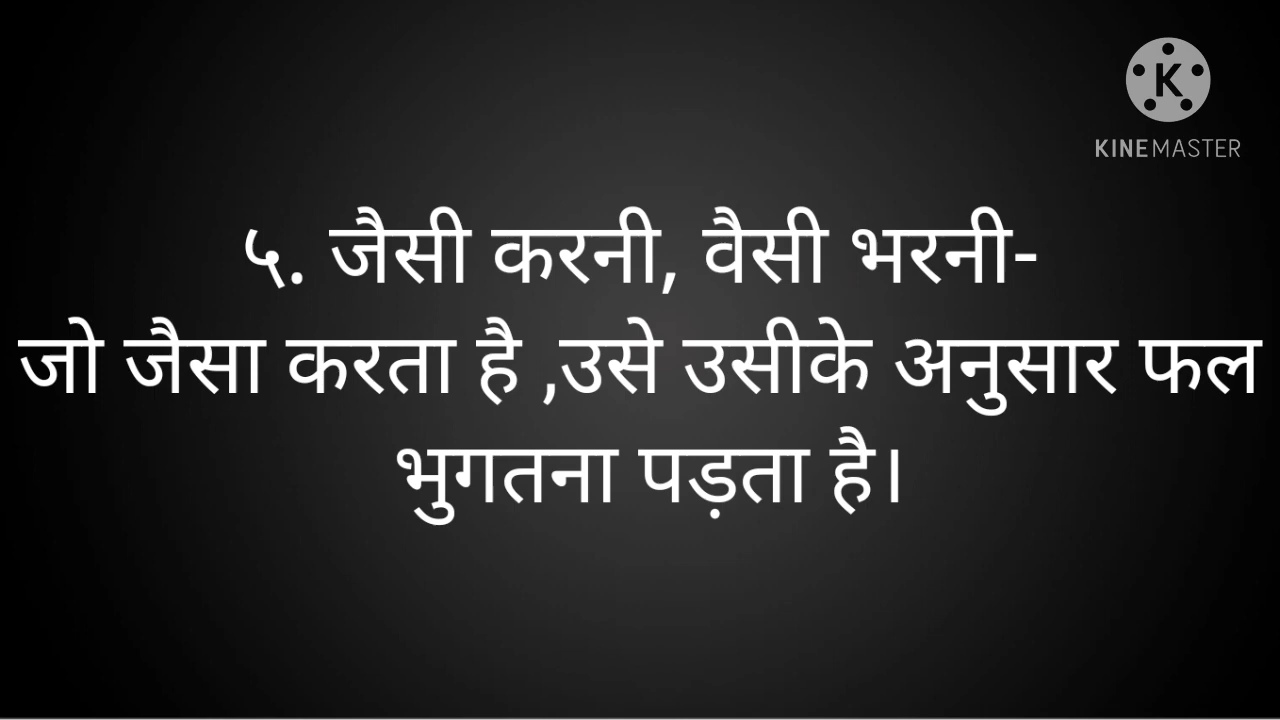 KINEMASTER
५. जैसी करनी, वैसी भरनी-
जो जैसा करता है ,उसे उसीके अनुसार फल
भुगतना पड़ता है।